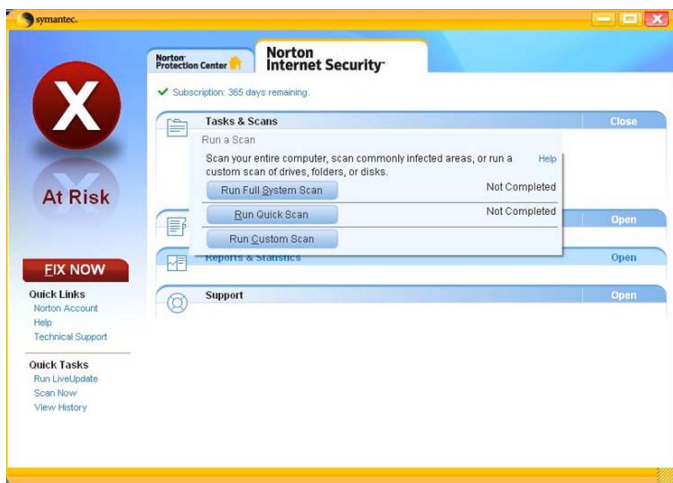 symantec.
Norton
Protection Center
Norton
Internet Security
Subscription: 365 days remaining.
Tasks & Scans
Close
Run a Scan
Scan your entire computer, scan commonly infected areas, or run a
custom scan of drives, folders, or disks.
Help
Run Full System Scan
Not Completed
Run Quick Scan
Not Completed
Run Custom Scan
Open
Reports & Statistics
Open
Support
Open
X
At Risk
FIX NOW
Quick Links
Norton Account
Help
Technical Support
Quick Tasks
Run LiveUpdate
Scan Now
View History